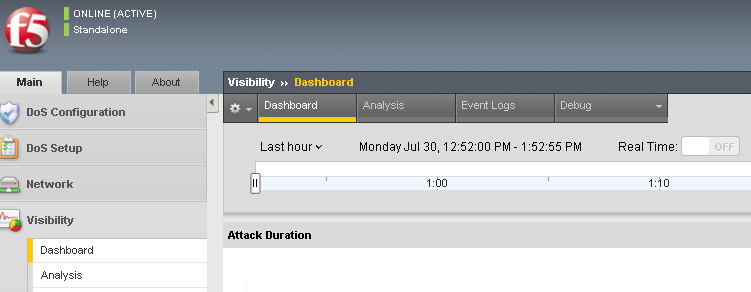 f5
ONLINE (ACTIVE)
Standalone
Main Help About
Visibility ›› Dashboard
DoS Configuration
Dashboard Analysis Event Logs Debug
DoS Setup
Last hour Monday Jul 30, 12:52:00 PM - 1:52:55 PM Real Time: OFF
Network
1:00 1:10
Visibility
Attack Duration
Dashboard
Analysis